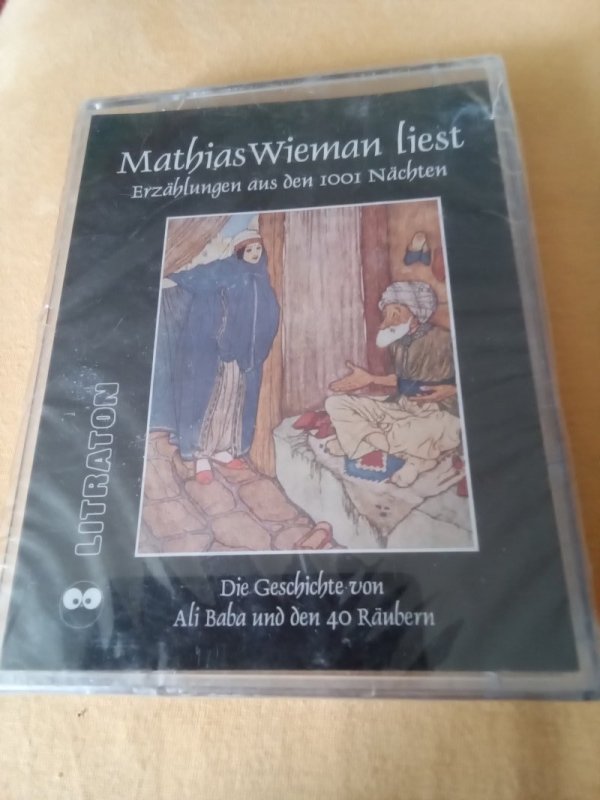 Mathias Wieman liest
Erzählungen aus den 1001 Nächten
LITRATON
Die Geschichte von
Ali Baba und den 40 Räubern